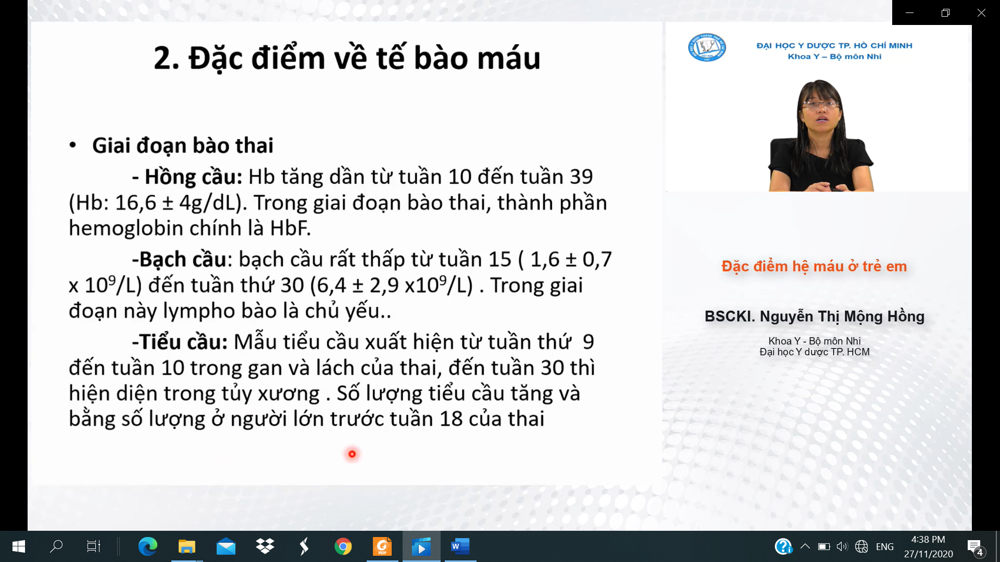 2. Đặc điểm về tế bào máu
• Giai đoạn bào thai
- Hồng cầu: Hb tăng dần từ tuần 10 đến tuần 39
(Hb: 16,6 ± 4g/dL). Trong giai đoạn bào thai, thành phần
hemoglobin chính là HbF.
-Bạch cầu: bạch cầu rất thấp từ tuần 15 ( 1,6 ± 0,7
x 10⁹/L) đến tuần thứ 30 (6,4 ± 2,9 x10⁹/L) . Trong giai
đoạn này lympho bào là chủ yếu..
-Tiểu cầu: Mẫu tiểu cầu xuất hiện từ tuần thứ 9
đến tuần 10 trong gan và lách của thai, đến tuần 30 thì
hiện diện trong tủy xương . Số lượng tiểu cầu tăng và
bằng số lượng ở người lớn trước tuần 18 của thai
ĐẠI HỌC Y DƯỢC TP. HỒ CHÍ MINH
Khoa Y – Bộ môn Nhi
Đặc điểm hệ máu ở trẻ em
BSCKI. Nguyễn Thị Mộng Hồng
Khoa Y - Bộ môn Nhi
Đại học Y dược TP. HCM
PDF
W
ENG
4:38 PM
27/11/2020
4